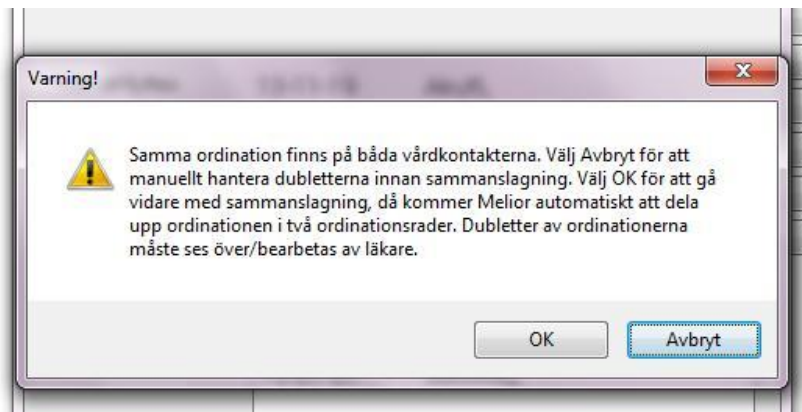 Varning!
Samma ordination finns på båda vårdkontakterna. Välj Avbryt för att
manuellt hantera dubletterna innan sammanslagning. Välj OK för att gå
vidare med sammanslagning, då kommer Melior automatiskt att dela
upp ordinationen i två ordinationsrader. Dubletter av ordinationerna
måste ses över/bearbetas av läkare.
OK
Avbryt